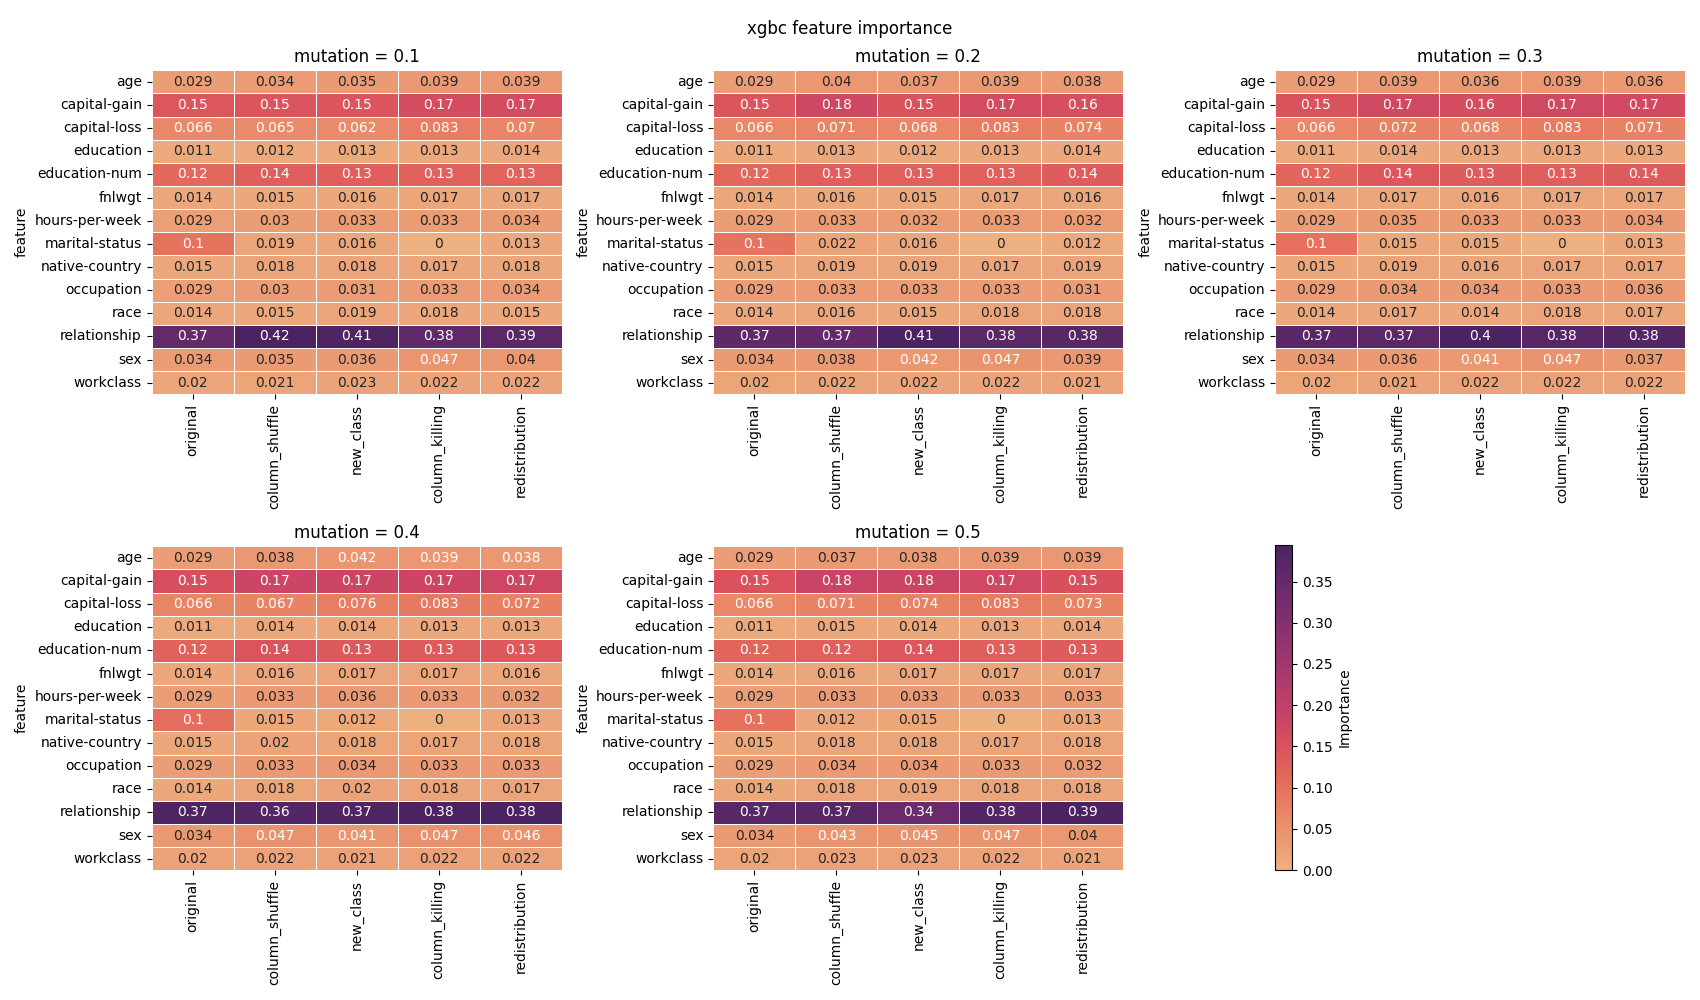 xgbc feature importance
mutation = 0.1
feature
age 0.029 0.034 0.035 0.039 0.039
capital-gain 0.15 0.15 0.15 0.17 0.17
capital-loss 0.066 0.065 0.062 0.083 0.07
education 0.011 0.012 0.013 0.013 0.014
education-num 0.12 0.14 0.13 0.13 0.13
fnlwgt 0.014 0.015 0.016 0.017 0.017
hours-per-week 0.029 0.03 0.033 0.033 0.034
marital-status 0.1 0.019 0.016 0 0.013
native-country 0.015 0.018 0.018 0.017 0.018
occupation 0.029 0.03 0.031 0.033 0.034
race 0.014 0.015 0.019 0.018 0.015
relationship 0.37 0.42 0.41 0.38 0.39
sex 0.034 0.035 0.036 0.047 0.04
workclass 0.02 0.021 0.023 0.022 0.022
original column_shuffle new_class column_killing redistribution
mutation = 0.2
feature
age 0.029 0.04 0.037 0.039 0.038
capital-gain 0.15 0.18 0.15 0.17 0.16
capital-loss 0.066 0.071 0.068 0.083 0.074
education 0.011 0.013 0.012 0.013 0.014
education-num 0.12 0.13 0.13 0.13 0.14
fnlwgt 0.014 0.016 0.015 0.017 0.016
hours-per-week 0.029 0.033 0.032 0.033 0.032
marital-status 0.1 0.022 0.016 0 0.012
native-country 0.015 0.019 0.019 0.017 0.019
occupation 0.029 0.033 0.033 0.033 0.031
race 0.014 0.016 0.015 0.018 0.018
relationship 0.37 0.37 0.41 0.38 0.38
sex 0.034 0.038 0.042 0.047 0.039
workclass 0.02 0.022 0.022 0.022 0.021
original column_shuffle new_class column_killing redistribution
mutation = 0.3
feature
age 0.029 0.039 0.036 0.039 0.036
capital-gain 0.15 0.17 0.16 0.17 0.17
capital-loss 0.066 0.072 0.068 0.083 0.071
education 0.011 0.014 0.013 0.013 0.013
education-num 0.12 0.14 0.13 0.13 0.14
fnlwgt 0.014 0.017 0.016 0.017 0.017
hours-per-week 0.029 0.035 0.033 0.033 0.034
marital-status 0.1 0.015 0.015 0 0.013
native-country 0.015 0.019 0.016 0.017 0.017
occupation 0.029 0.034 0.034 0.033 0.036
race 0.014 0.017 0.014 0.018 0.017
relationship 0.37 0.37 0.4 0.38 0.38
sex 0.034 0.036 0.041 0.047 0.037
workclass 0.02 0.021 0.022 0.022 0.022
original column_shuffle new_class column_killing redistribution
mutation = 0.4
feature
age 0.029 0.038 0.042 0.039 0.038
capital-gain 0.15 0.17 0.17 0.17 0.17
capital-loss 0.066 0.067 0.076 0.083 0.072
education 0.011 0.014 0.014 0.013 0.013
education-num 0.12 0.14 0.13 0.13 0.13
fnlwgt 0.014 0.016 0.017 0.017 0.016
hours-per-week 0.029 0.033 0.036 0.033 0.032
marital-status 0.1 0.015 0.012 0 0.013
native-country 0.015 0.02 0.018 0.017 0.018
occupation 0.029 0.033 0.034 0.033 0.033
race 0.014 0.018 0.02 0.018 0.017
relationship 0.37 0.36 0.37 0.38 0.38
sex 0.034 0.047 0.041 0.047 0.046
workclass 0.02 0.022 0.021 0.022 0.022
original column_shuffle new_class column_killing redistribution
mutation = 0.5
feature
age 0.029 0.037 0.038 0.039 0.039
capital-gain 0.15 0.18 0.18 0.17 0.15
capital-loss 0.066 0.071 0.074 0.083 0.073
education 0.011 0.015 0.014 0.013 0.014
education-num 0.12 0.12 0.14 0.13 0.13
fnlwgt 0.014 0.016 0.017 0.017 0.017
hours-per-week 0.029 0.033 0.033 0.033 0.033
marital-status 0.1 0.012 0.015 0 0.013
native-country 0.015 0.018 0.018 0.017 0.018
occupation 0.029 0.034 0.034 0.033 0.032
race 0.014 0.018 0.019 0.018 0.018
relationship 0.37 0.37 0.34 0.38 0.39
sex 0.034 0.043 0.045 0.047 0.04
workclass 0.02 0.023 0.023 0.022 0.021
original column_shuffle new_class column_killing redistribution
0.35
0.30
0.25
0.20
0.15
0.10
0.05
0.00
Importance